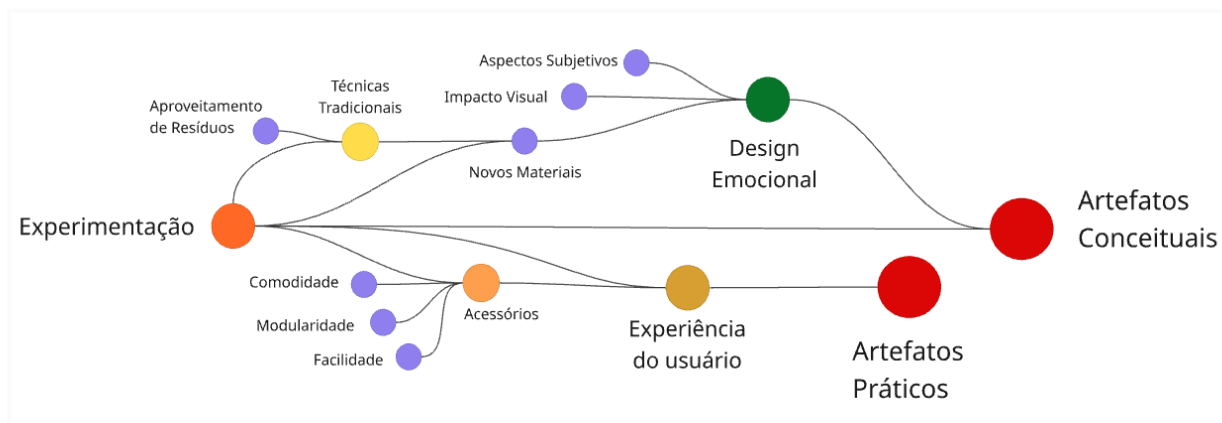 Aspectos Subjetivos
Técnicas
Tradicionais
Impacto Visual
Aproveitamento
de Resíduos
Design
Emocional
Novos Materiais
Experimentação
Artefatos
Conceituais
Comodidade
Acessórios
Modularidade
Experiência
do usuário
Facilidade
Artefatos
Práticos